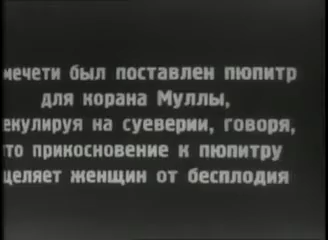 мечети был поставлен пюпитр
для корана Муллы,
екулируя на суеверии, говоря,
то прикосновение к пюпитру
целяет женщин от бесплодия